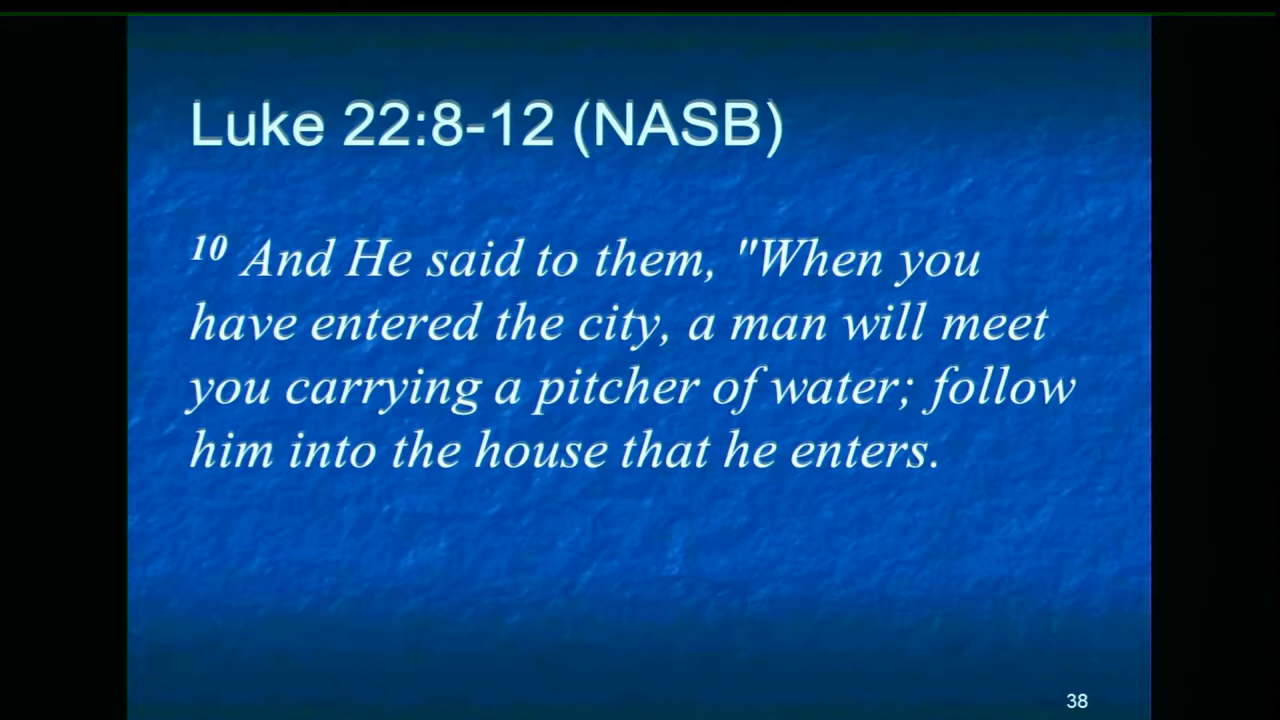 Luke 22:8-12 (NASB)
10 And He said to them, "When you
have entered the city, a man will meet
you carrying a pitcher of water; follow
him into the house that he enters.
38